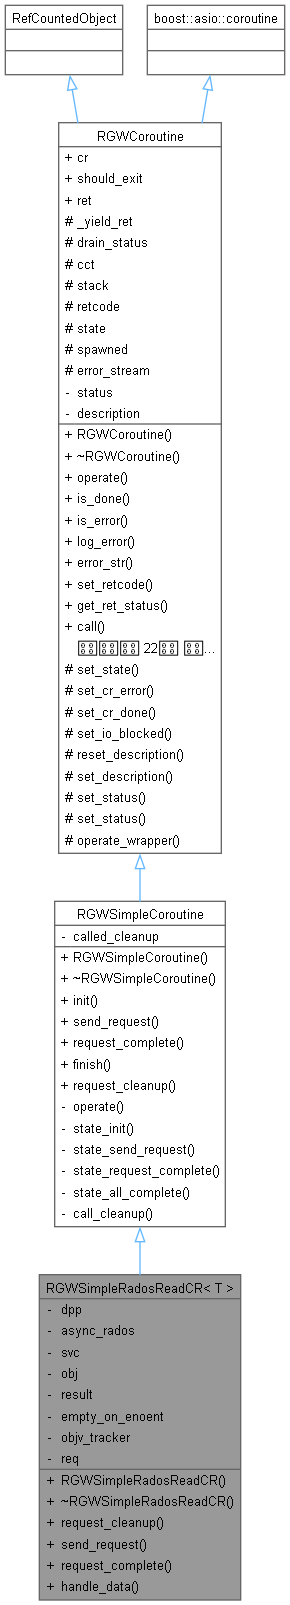 RefCountedObject
boost::asio::coroutine
RGWCoroutine
+ cr
+ should_exit
+ ret
# _yield_ret
# drain_status
# cct
# stack
# retcode
# state
# spawned
# error_stream
- status
- description
+ RGWCoroutine()
+ ~RGWCoroutine()
+ operate()
+ is_done()
+ is_error()
+ log_error()
+ error_str()
+ set_retcode()
+ get_ret_status()
+ call()
22
...
# set_state()
# set_cr_error()
# set_cr_done()
# set_io_blocked()
# reset_description()
# set_description()
# set_status()
# set_status()
# operate_wrapper()
RGWSimpleCoroutine
- called_cleanup
+ RGWSimpleCoroutine()
+ ~RGWSimpleCoroutine()
+ init()
+ send_request()
+ request_complete()
+ finish()
+ request_cleanup()
- operate()
- state_init()
- state_send_request()
- state_request_complete()
- state_all_complete()
- call_cleanup()
RGWSimpleRadosReadCR< T >
- dpp
- async_rados
- svc
- obj
- result
- empty_on_enoent
- objv_tracker
- req
+ RGWSimpleRadosReadCR()
+ ~RGWSimpleRadosReadCR()
+ request_cleanup()
+ send_request()
+ request_complete()
+ handle_data()